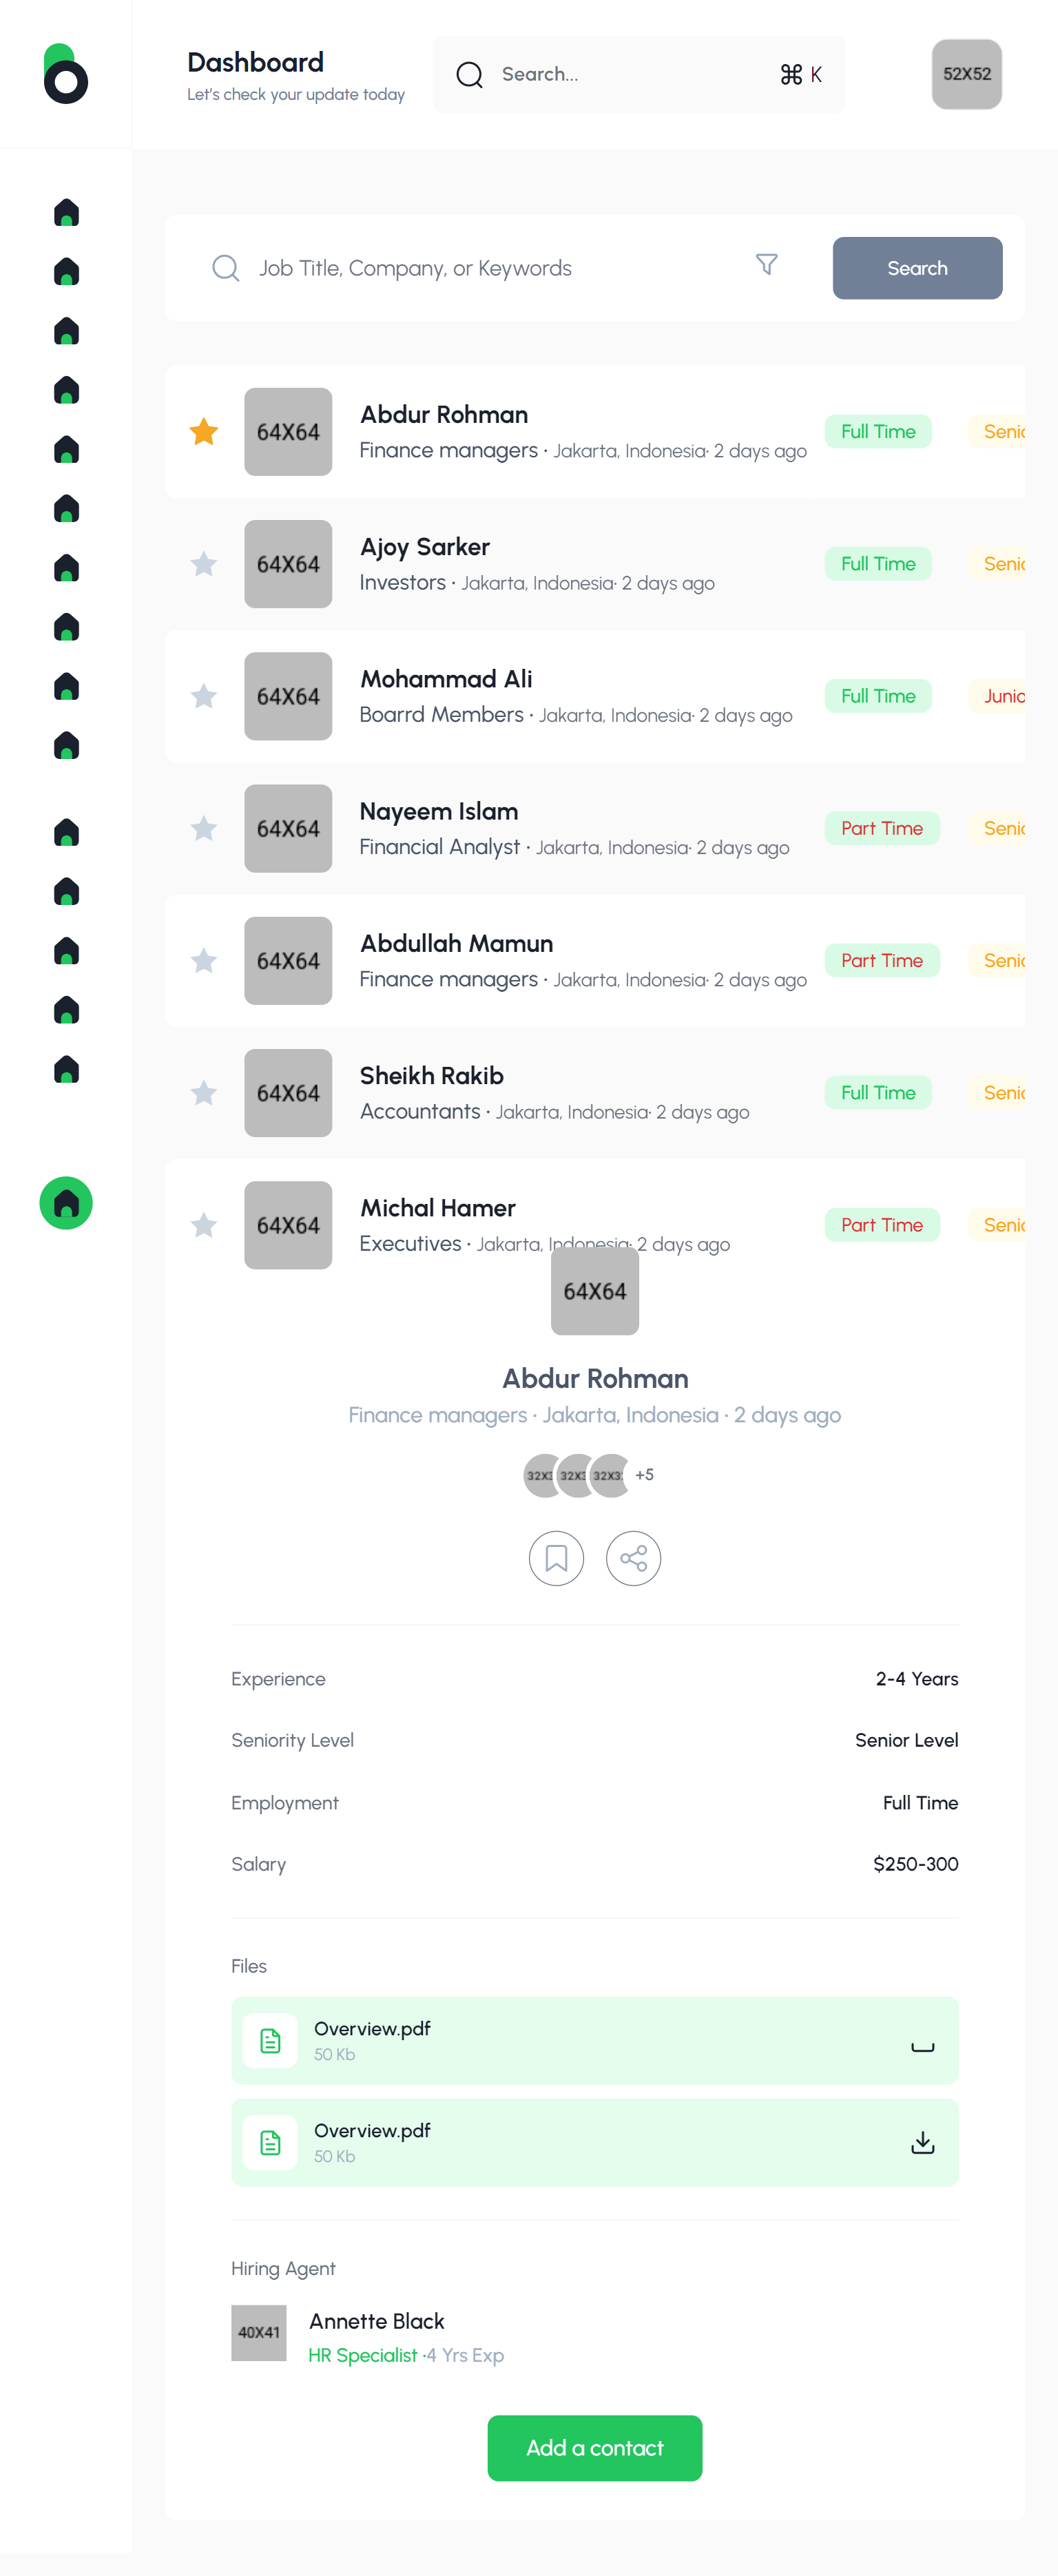 Dashboard
Let's check your update today
Search...
⌘ K
52X52
Job Title, Company, or Keywords
Search
64X64
Abdur Rohman
Finance managers · Jakarta, Indonesia· 2 days ago
Full Time
Senio
64X64
Ajoy Sarker
Investors · Jakarta, Indonesia· 2 days ago
Full Time
Senio
64X64
Mohammad Ali
Boarrd Members · Jakarta, Indonesia· 2 days ago
Full Time
Junio
64X64
Nayeem Islam
Financial Analyst · Jakarta, Indonesia· 2 days ago
Part Time
Senio
64X64
Abdullah Mamun
Finance managers · Jakarta, Indonesia· 2 days ago
Part Time
Senio
64X64
Sheikh Rakib
Accountants · Jakarta, Indonesia· 2 days ago
Full Time
Senio
64X64
Michal Hamer
Executives · Jakarta, Indonesia· 2 days ago
Part Time
Senio
64X64
Abdur Rohman
Finance managers · Jakarta, Indonesia · 2 days ago
32X3 32X3 32X3 +5
Experience 2-4 Years
Seniority Level Senior Level
Employment Full Time
Salary $250-300
Files
Overview.pdf
50 Kb
Overview.pdf
50 Kb
Hiring Agent
40X41
Annette Black
HR Specialist ·4 Yrs Exp
Add a contact